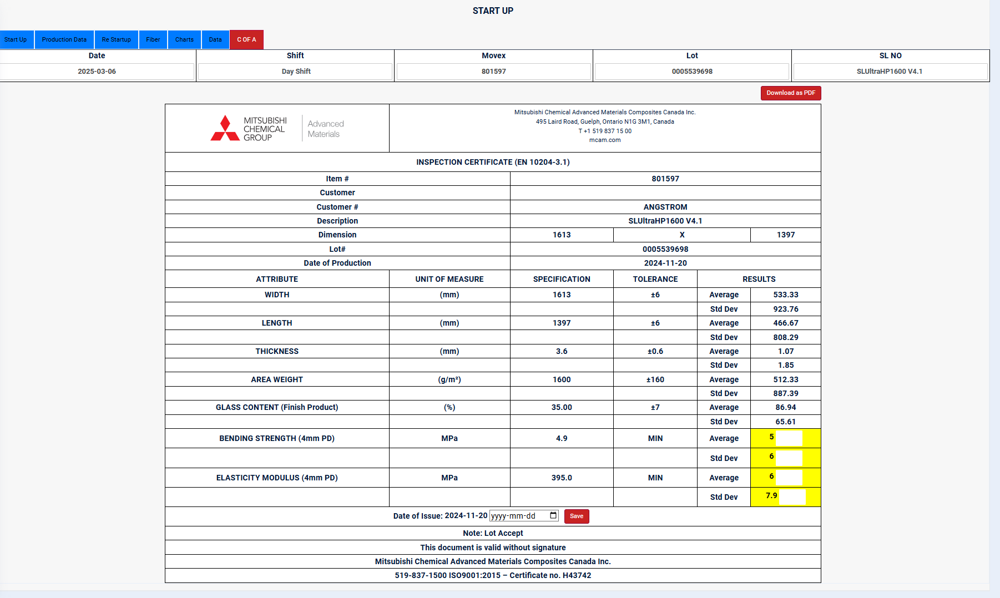 START UP
Start Up Production Data Re Startup Fiber Charts Data C OF A
Date Shift Movex Lot SL NO
2025-03-06 Day Shift 801597 0005539698 SLUltraHP1600 V4.1
Download as PDF
MITSUBISHI
CHEMICAL
GROUP
Advanced
Materials
Mitsubishi Chemical Advanced Materials Composites Canada Inc.
495 Laird Road, Guelph, Ontario N1G 3M1, Canada
T +1 519 837 15 00
mcam.com
INSPECTION CERTIFICATE (EN 10204-3.1)
Item # 801597
Customer
Customer # ANGSTROM
Description SLUltraHP1600 V4.1
Dimension 1613 X 1397
Lot# 0005539698
Date of Production 2024-11-20
ATTRIBUTE UNIT OF MEASURE SPECIFICATION TOLERANCE RESULTS
WIDTH (mm) 1613 ±6 Average 533.33
Std Dev 923.76
LENGTH (mm) 1397 ±6 Average 466.67
Std Dev 808.29
THICKNESS (mm) 3.6 ±0.6 Average 1.07
Std Dev 1.85
AREA WEIGHT (g/m²) 1600 ±160 Average 512.33
Std Dev 887.39
GLASS CONTENT (Finish Product) (%) 35.00 ±7 Average 86.94
Std Dev 65.61
BENDING STRENGTH (4mm PD) MPa 4.9 MIN Average 5
Std Dev 6
ELASTICITY MODULUS (4mm PD) MPa 395.0 MIN Average 6
Std Dev 7.9
Date of Issue: 2024-11-20 yyyy-mm-dd Save
Note: Lot Accept
This document is valid without signature
Mitsubishi Chemical Advanced Materials Composites Canada Inc.
519-837-1500 ISO9001:2015 – Certificate no. H43742